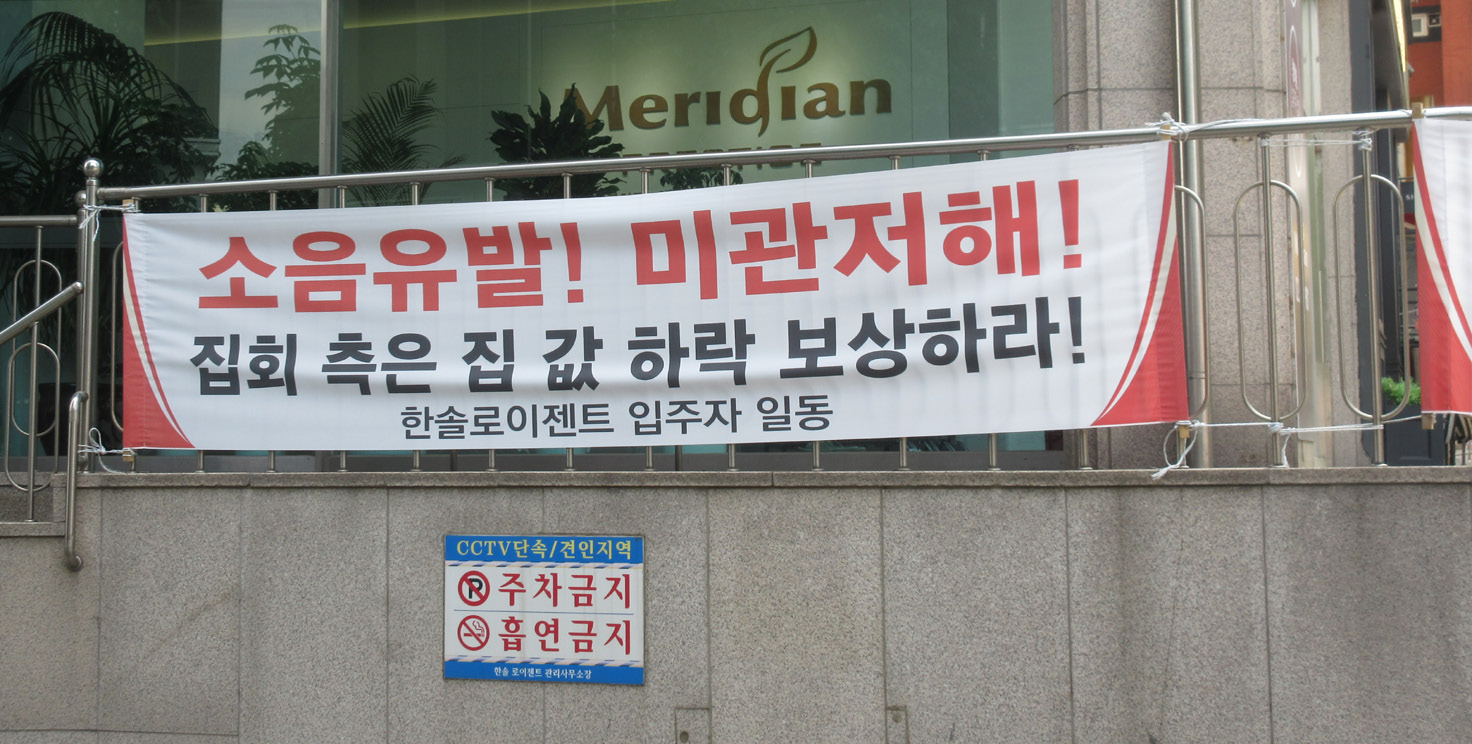 Meridian
소음유발! 미관저해!
집회 측은 집 값 하락 보상하라!
한솔로이젠트 입주자 일동
CCTV단속/견인지역
P 주차금지
흡연금지
한솔 로이젠트 관리사무소장